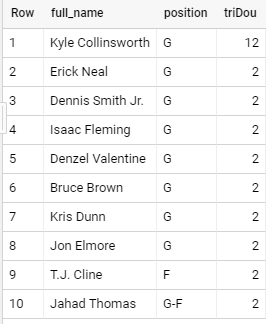 Row full_name position triDou
1 Kyle Collinsworth G 12
2 Erick Neal G 2
3 Dennis Smith Jr. G 2
4 Isaac Fleming G 2
5 Denzel Valentine G 2
6 Bruce Brown G 2
7 Kris Dunn G 2
8 Jon Elmore G 2
9 T.J. Cline F 2
10 Jahad Thomas G-F 2